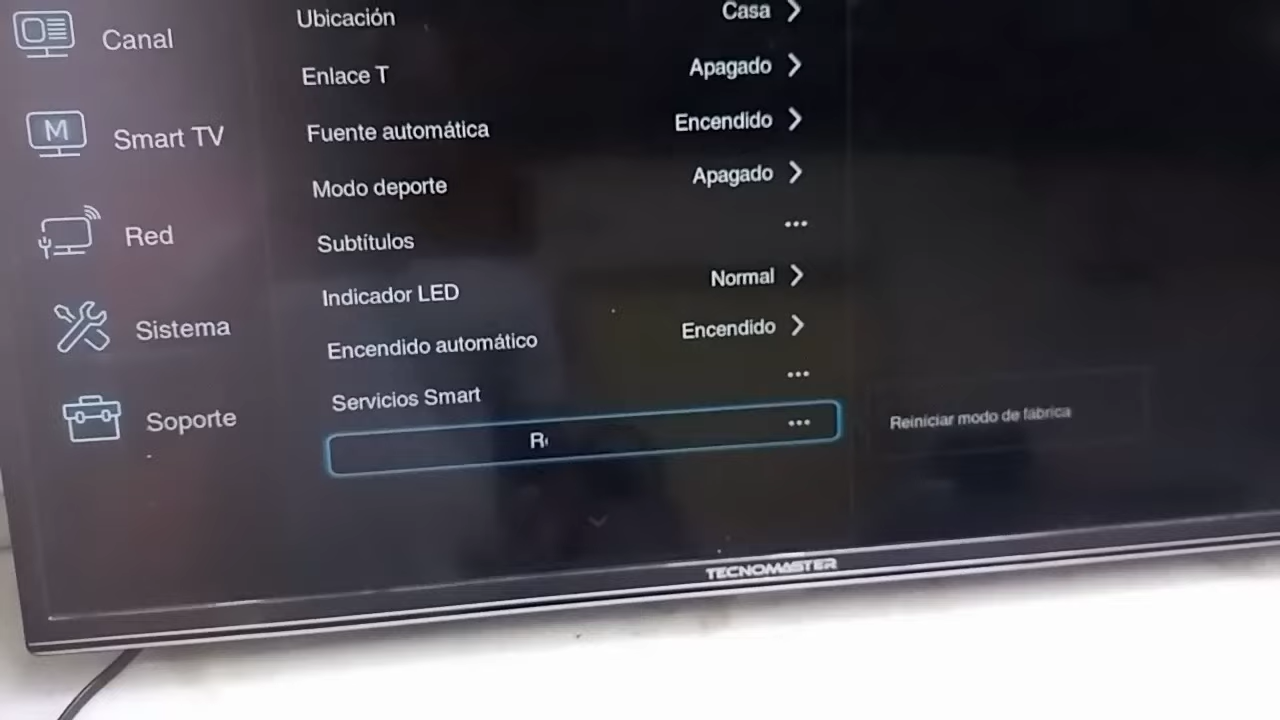 Canal
Smart TV
M
Red
Sistema
Soporte
Ubicación Casa
Enlace T Apagado
Fuente automática Encendido
Modo deporte Apagado
Subtítulos ...
Indicador LED Normal
Encendido automático Encendido
Servicios Smart ...
R ...
Reiniciar modo de fábrica
TECNOMASTER